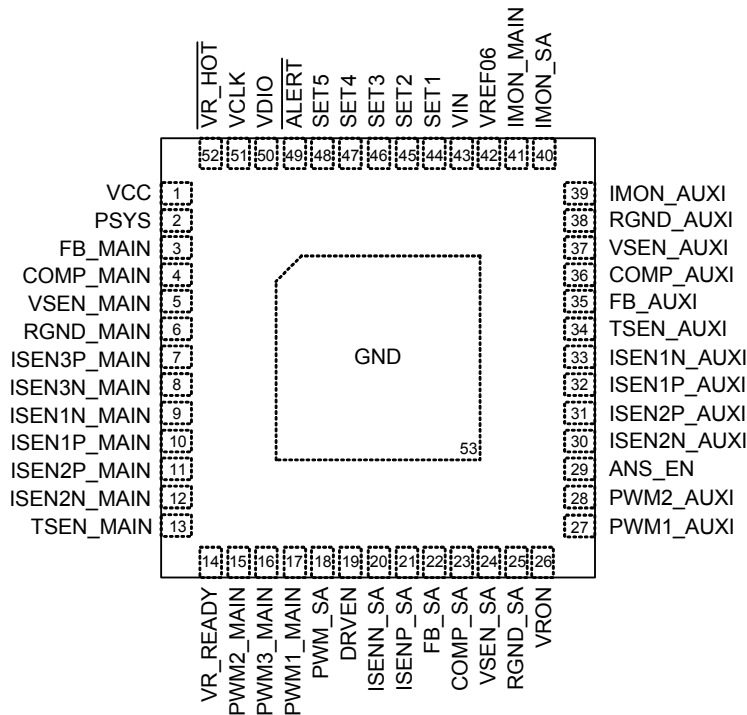 VR_HOT
VCLK
VDIO
ALERT
SET5
SET4
SET3
SET2
SET1
VIN
VREF06
IMON_MAIN
IMON_SA
52 51 50 49 48 47 46 45 44 43 42 41 40
VCC 1
PSYS 2
FB_MAIN 3
COMP_MAIN 4
VSEN_MAIN 5
RGND_MAIN 6
ISEN3P_MAIN 7
ISEN3N_MAIN 8
ISEN1N_MAIN 9
ISEN1P_MAIN 10
ISEN2P_MAIN 11
ISEN2N_MAIN 12
TSEN_MAIN 13
GND
53
39 IMON_AUXI
38 RGND_AUXI
37 VSEN_AUXI
36 COMP_AUXI
35 FB_AUXI
34 TSEN_AUXI
33 ISEN1N_AUXI
32 ISEN1P_AUXI
31 ISEN2P_AUXI
30 ISEN2N_AUXI
29 ANS_EN
28 PWM2_AUXI
27 PWM1_AUXI
14 15 16 17 18 19 20 21 22 23 24 25 26
VR_READY
PWM2_MAIN
PWM3_MAIN
PWM1_MAIN
PWM_SA
DRVEN
ISENN_SA
ISENP_SA
FB_SA
COMP_SA
VSEN_SA
RGND_SA
VRON